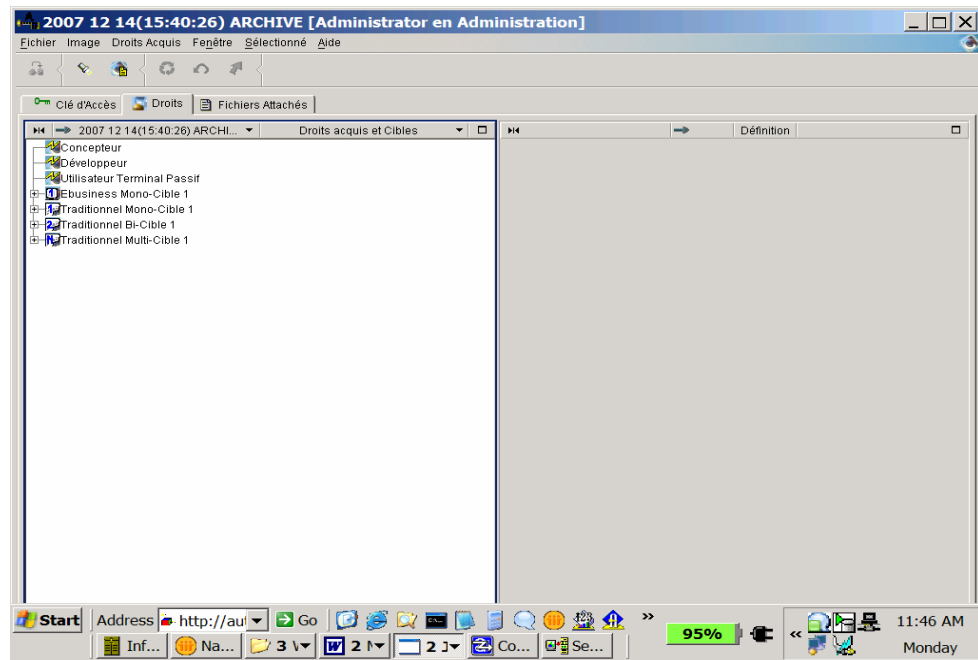 2007 12 14(15:40:26) ARCHIVE [Administrator en Administration]
Fichier Image Droits Acquis Fenêtre Sélectionné Aide
Clé d'Accès Droits Fichiers Attachés
2007 12 14(15:40:26) ARCHI... Droits acquis et Cibles Définition
Concepteur
Développeur
Utilisateur Terminal Passif
Ebusiness Mono-Cible 1
Traditionnel Mono-Cible 1
Traditionnel Bi-Cible 1
Traditionnel Multi-Cible 1
Start Address http://au Go » 95% « 11:46 AM
Inf... Na... 3 2 2 Co... Se... Monday